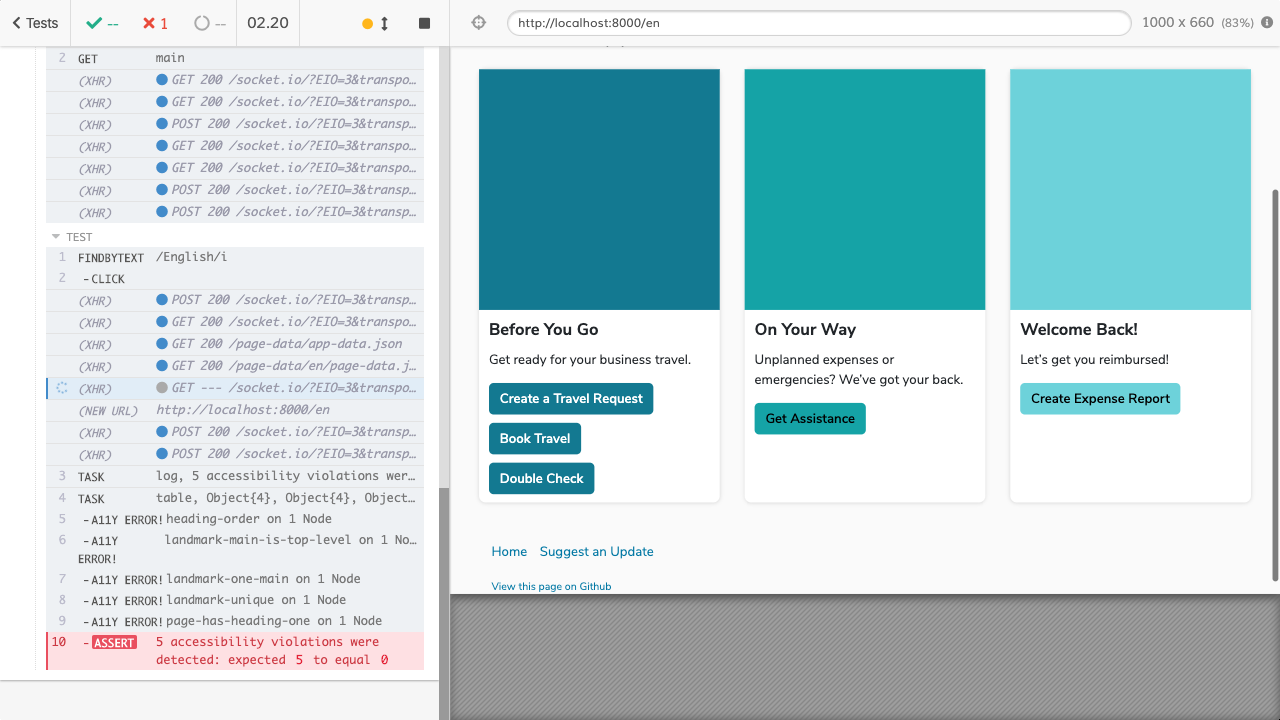 Tests
--
1
--
02.20
http://localhost:8000/en
1000 x 660 (83%)
2 GET main
(XHR) GET 200 /socket.io/?EIO=3&transpo…
(XHR) GET 200 /socket.io/?EIO=3&transpo…
(XHR) POST 200 /socket.io/?EIO=3&transp…
(XHR) GET 200 /socket.io/?EIO=3&transpo…
(XHR) GET 200 /socket.io/?EIO=3&transpo…
(XHR) POST 200 /socket.io/?EIO=3&transp…
(XHR) POST 200 /socket.io/?EIO=3&transp…
TEST
1 FINDBYTEXT /English/i
2 -CLICK
(XHR) POST 200 /socket.io/?EIO=3&transp…
(XHR) GET 200 /socket.io/?EIO=3&transpo…
(XHR) GET 200 /page-data/app-data.json
(XHR) GET 200 /page-data/en/page-data.j…
(XHR) GET --- /socket.io/?EIO=3&transpo…
(NEW URL) http://localhost:8000/en
(XHR) POST 200 /socket.io/?EIO=3&transp…
(XHR) POST 200 /socket.io/?EIO=3&transp…
3 TASK log, 5 accessibility violations wer…
4 TASK table, Object{4}, Object{4}, Object…
5 -A11Y ERROR! heading-order on 1 Node
6 -A11Y landmark-main-is-top-level on 1 No…
ERROR!
7 -A11Y ERROR! landmark-one-main on 1 Node
8 -A11Y ERROR! landmark-unique on 1 Node
9 -A11Y ERROR! page-has-heading-one on 1 Node
10 -ASSERT 5 accessibility violations were
detected: expected 5 to equal 0
Before You Go
Get ready for your business travel.
Create a Travel Request
Book Travel
Double Check
On Your Way
Unplanned expenses or
emergencies? We've got your back.
Get Assistance
Welcome Back!
Let's get you reimbursed!
Create Expense Report
Home Suggest an Update
View this page on Github